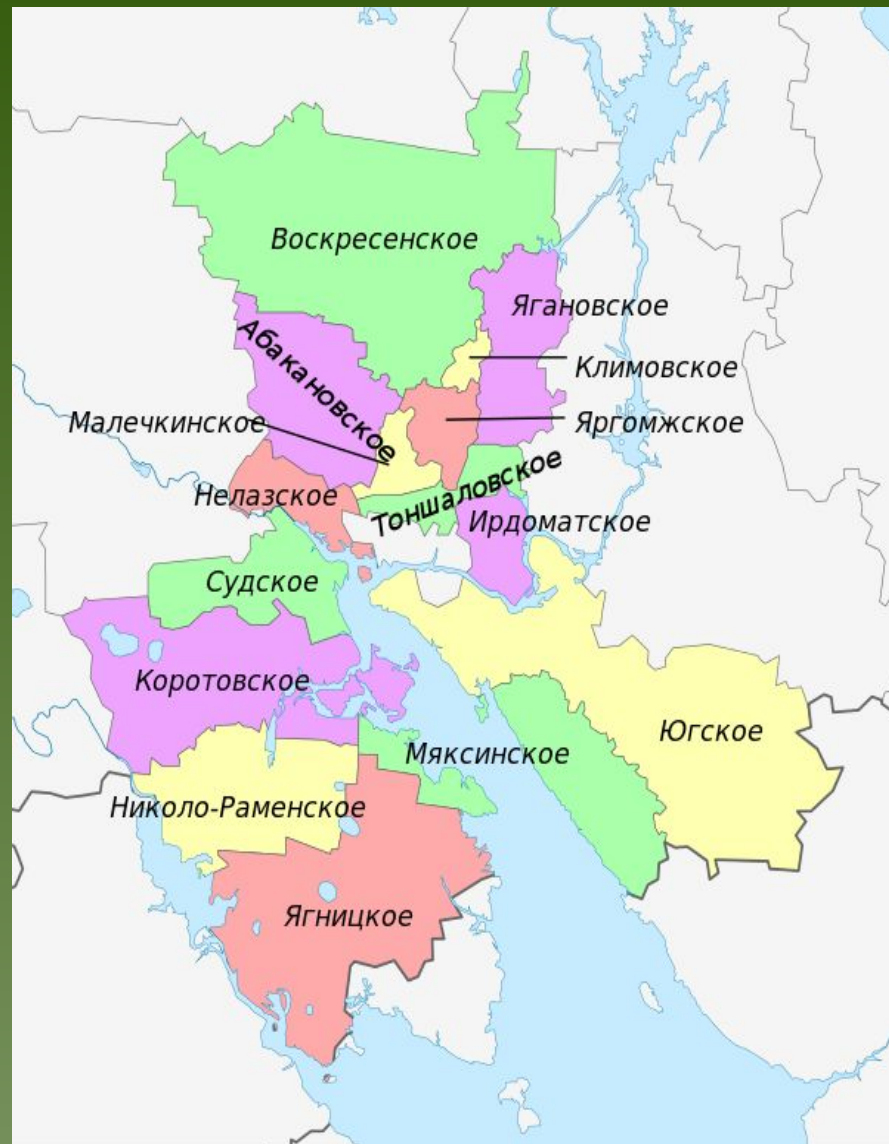 Воскресенское
Ягановское
Абакановское
Климовское
Малечкинское
Яргомжское
Нелазское
Тоншаловское
Ирдоматское
Судское
Коротовское
Югское
Мяксинское
Николо-Раменское
Ягницкое